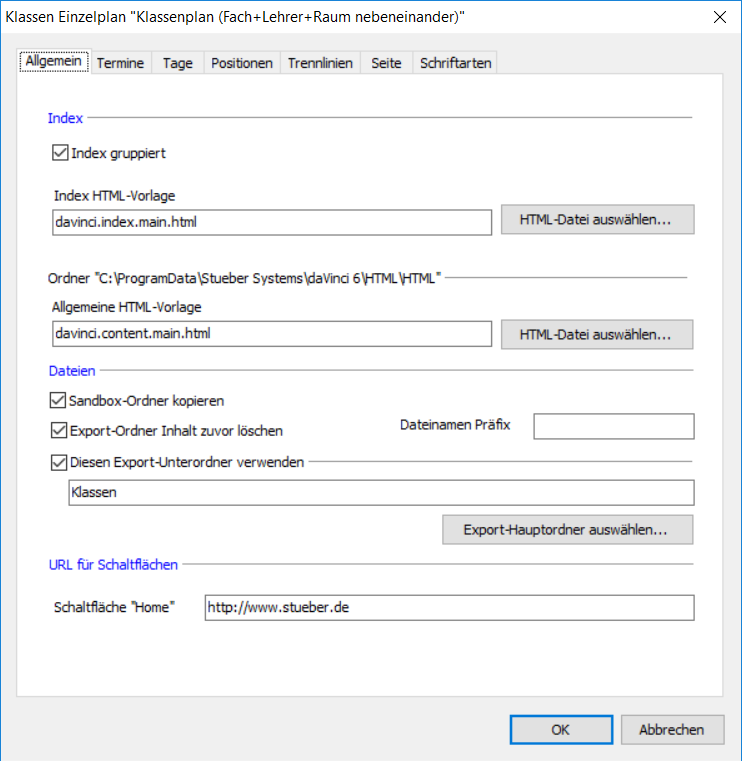 Klassen Einzelplan "Klassenplan (Fach+Lehrer+Raum nebeneinander)"
Allgemein Termine Tage Positionen Trennlinien Seite Schriftarten
Index
Index gruppiert
Index HTML-Vorlage
davinci.index.main.html HTML-Datei auswählen...
Ordner "C:\ProgramData\Stueber Systems\daVinci 6\HTML\HTML"
Allgemeine HTML-Vorlage
davinci.content.main.html HTML-Datei auswählen...
Dateien
Sandbox-Ordner kopieren
Export-Ordner Inhalt zuvor löschen Dateinamen Präfix
Diesen Export-Unterordner verwenden
Klassen
Export-Hauptordner auswählen...
URL für Schaltflächen
Schaltfläche "Home" http://www.stueber.de
OK Abbrechen